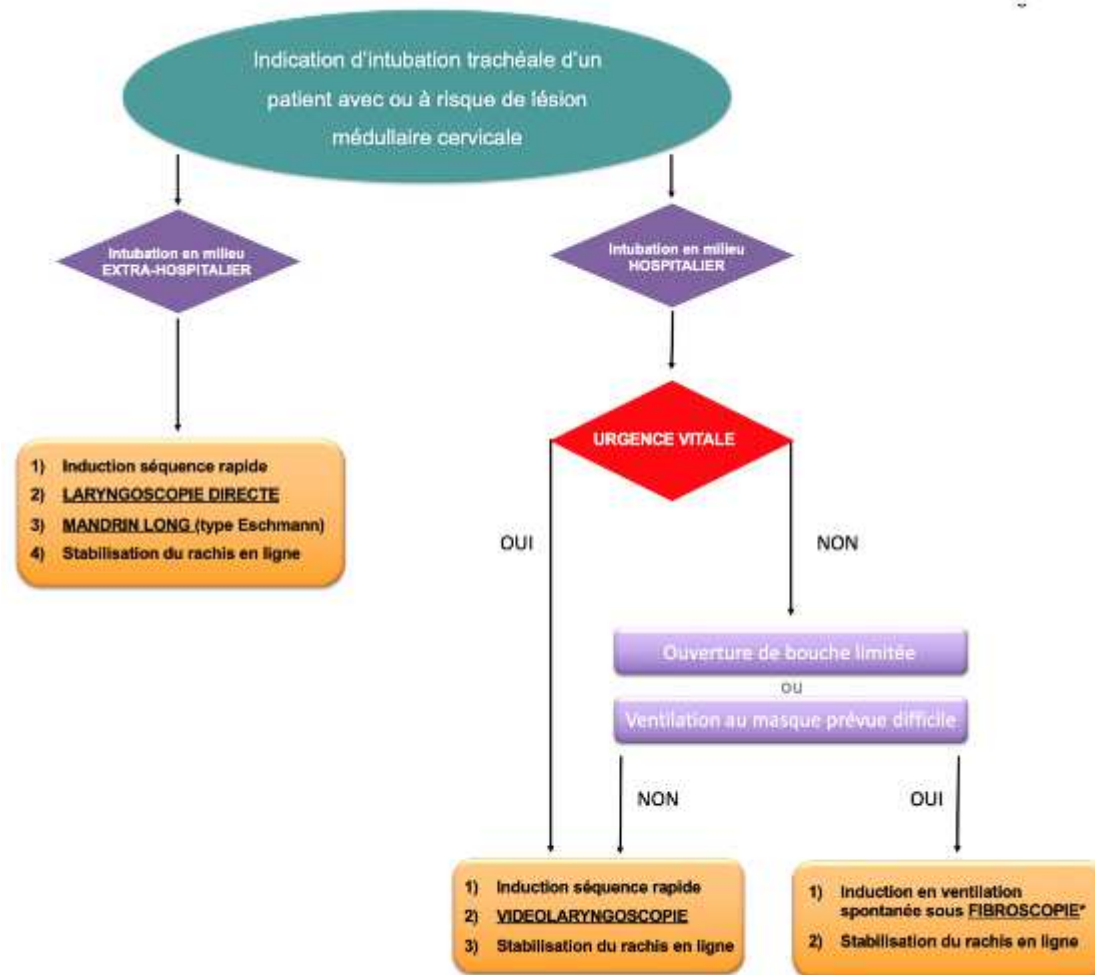 Indication d'intubation trachéale d'un
patient avec ou à risque de lésion
médullaire cervicale
Intubation en milieu
EXTRA-HOSPITALIER
Intubation en milieu
HOSPITALIER
URGENCE VITALE
1) Induction séquence rapide
2) LARYNGOSCOPIE DIRECTE
3) MANDRIN LONG (type Eschmann)
4) Stabilisation du rachis en ligne
OUI
NON
Ouverture de bouche limitée
ou
Ventilation au masque prévue difficile
NON
OUI
1) Induction séquence rapide
2) VIDEOLARYNGOSCOPIE
3) Stabilisation du rachis en ligne
1) Induction en ventilation
spontanée sous FIBROSCOPIE*
2) Stabilisation du rachis en ligne